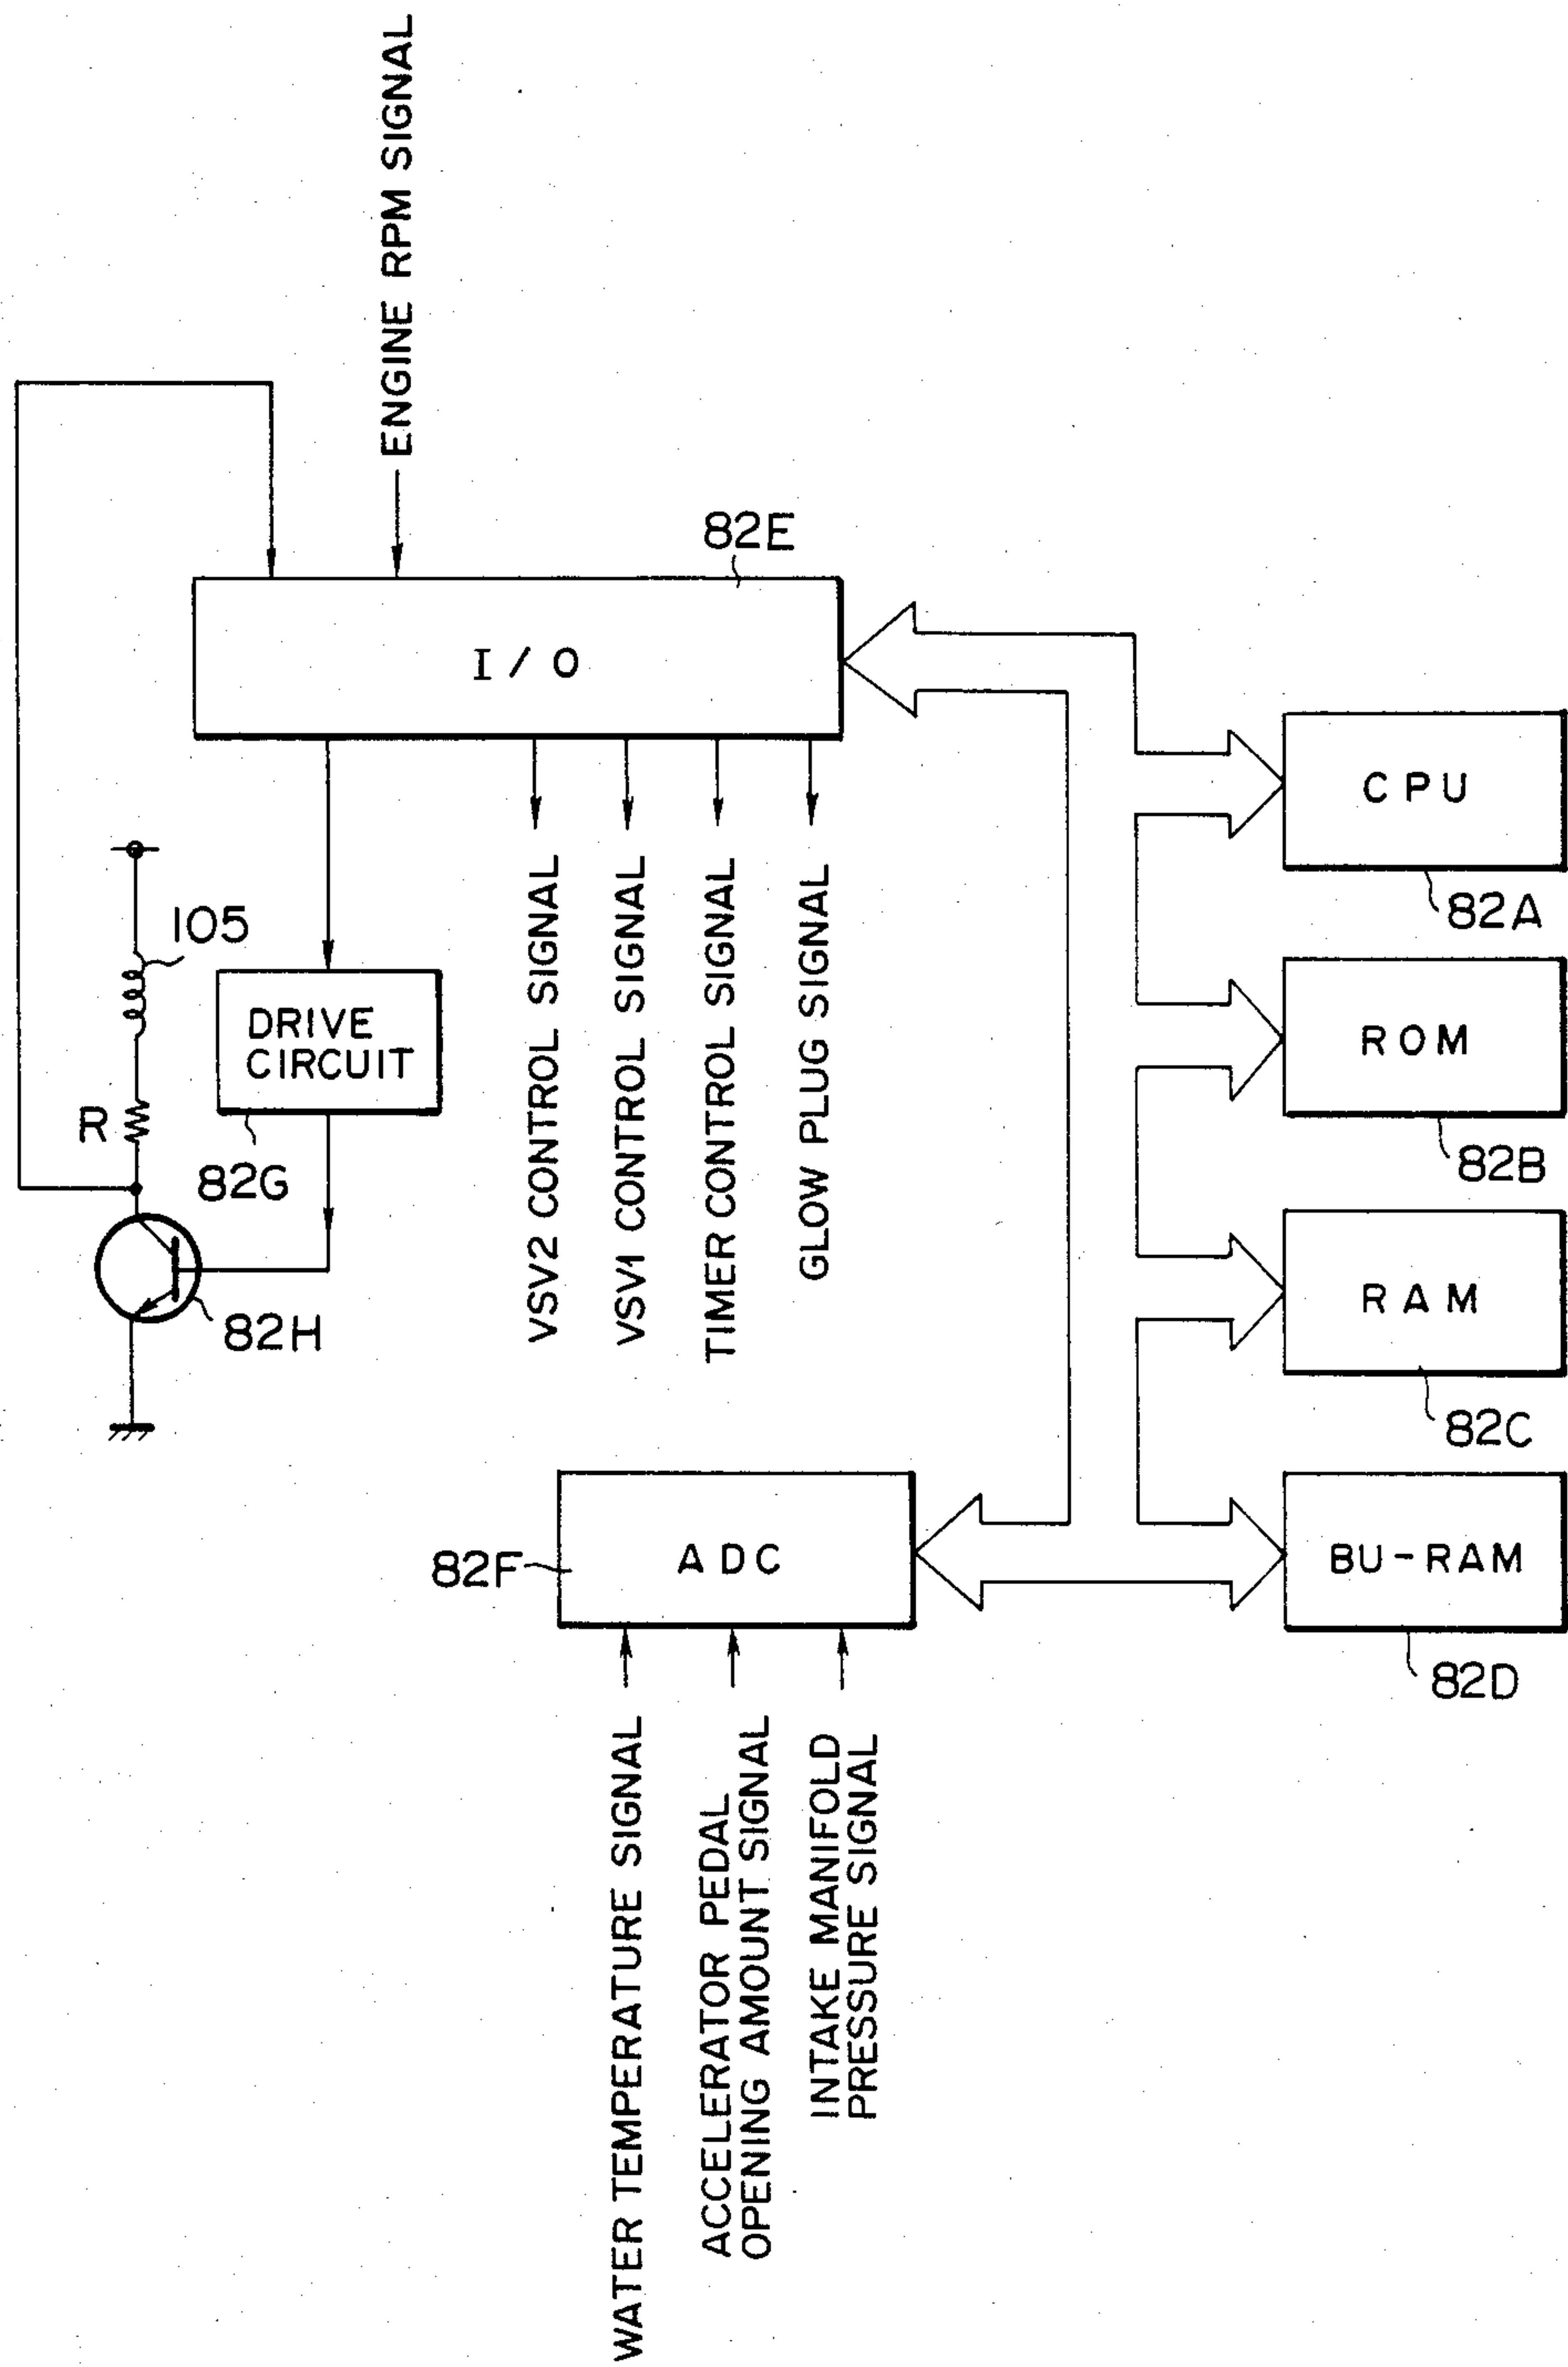 ENGINE RPM SIGNAL
82E
I/O
105
R
DRIVE
CIRCUIT
82G
82H
VSV2 CONTROL SIGNAL
VSV1 CONTROL SIGNAL
TIMER CONTROL SIGNAL
GLOW PLUG SIGNAL
CPU
82A
ROM
82B
RAM
82C
BU-RAM
82D
82F
ADC
WATER TEMPERATURE SIGNAL
ACCELERATOR PEDAL
OPENING AMOUNT SIGNAL
INTAKE MANIFOLD
PRESSURE SIGNAL